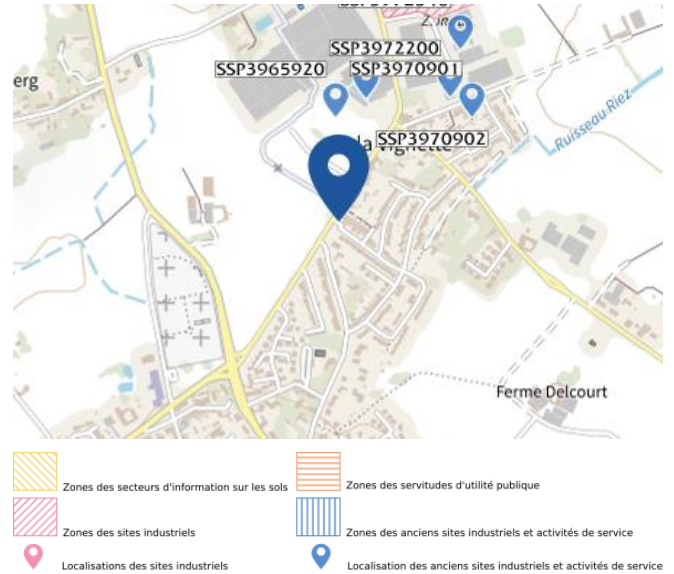 Z. in
SSP3972200
SSP3965920
SSP3970901
erg
SSP3970902
la Vignette
Ruisseau Riez
Ferme Delcourt
Zones des secteurs d'information sur les sols
Zones des servitudes d'utilité publique
Zones des sites industriels
Zones des anciens sites industriels et activités de service
Localisations des sites industriels
Localisation des anciens sites industriels et activités de service